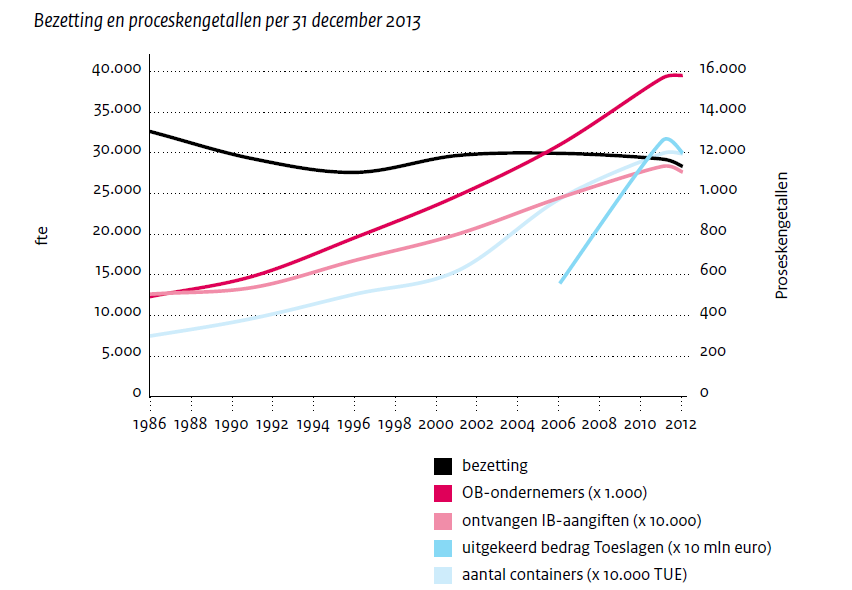 Bezetting en proceskengetallen per 31 december 2013
40.000
35.000
30.000
25.000
20.000
15.000
10.000
5.000
0
fte
16.000
14.000
12.000
1.000
800
600
400
200
0
Proseskengetallen
1986 1988 1990 1992 1994 1996 1998 2000 2002 2004 2006 2008 2010 2012
bezetting
OB-ondernemers (x 1.000)
ontvangen IB-aangiften (x 10.000)
uitgekeerd bedrag Toeslagen (x 10 mln euro)
aantal containers (x 10.000 TUE)